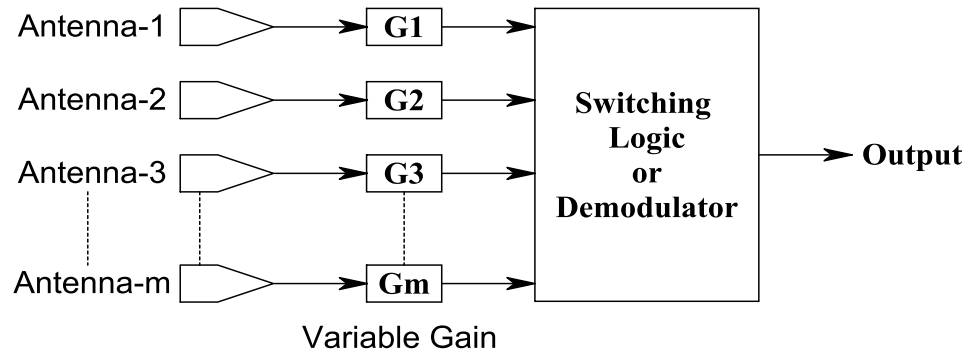 Antenna-1
G1
Antenna-2
G2
Antenna-3
G3
Antenna-m
Gm
Switching
Logic
or
Demodulator
Output
Variable Gain